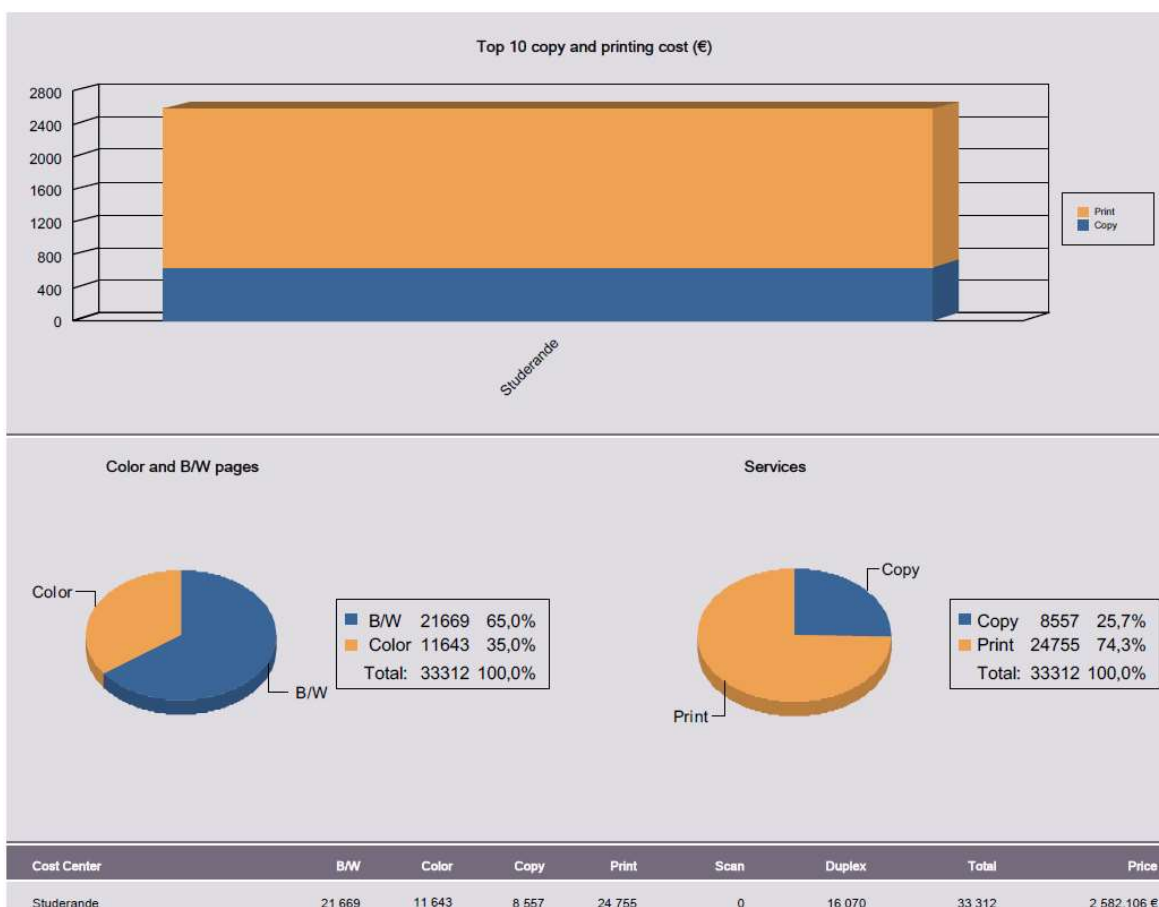 Top 10 copy and printing cost (€)
2800
2400
2000
1600
1200
800
400
0
Print
Copy
Studerande
Color and B/W pages
Services
Color
B/W
B/W 21669 65,0%
Color 11643 35,0%
Total: 33312 100,0%
Copy
Print
Copy 8557 25,7%
Print 24755 74,3%
Total: 33312 100,0%
Cost Center B/W Color Copy Print Scan Duplex Total Price
Studerande 21 669 11 643 8 557 24 755 0 16 070 33 312 2 582,106 €